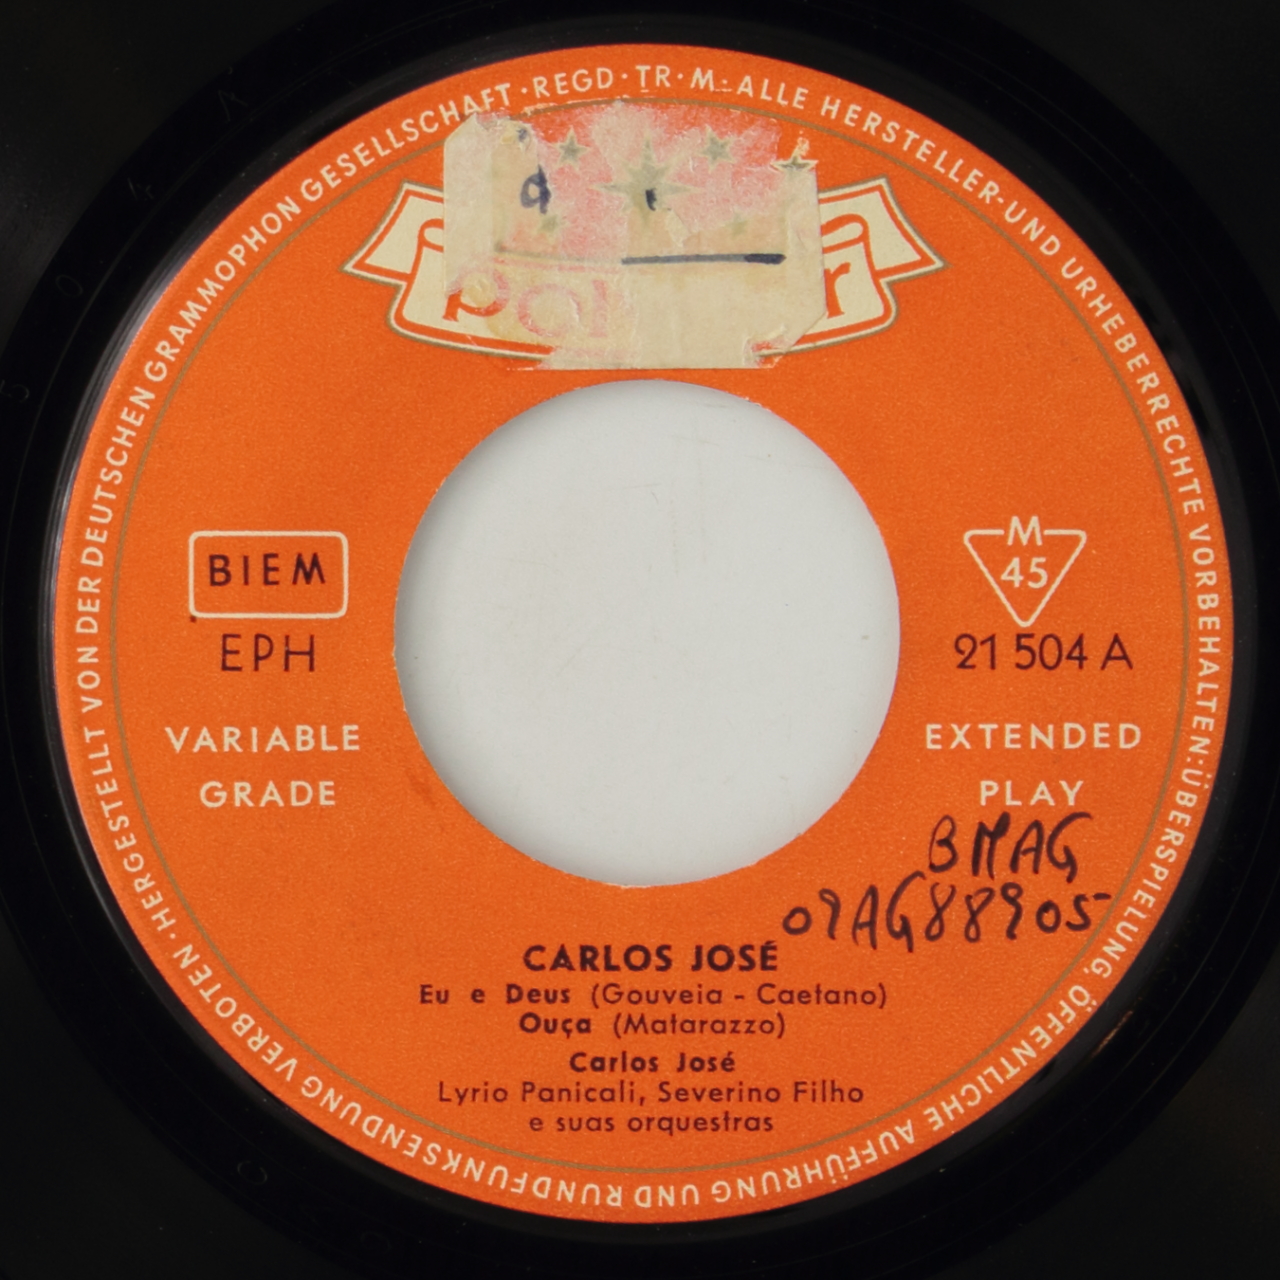 HERGESTELLT VON DER DEUTSCHEN GRAMMOPHON GESELLSCHAFT · REGD · TR · M · ALLE HERSTELLER- UND URHEBERRECHTE VORBEHALTEN: ÜBERSPIELUNG, ÖFFENTLICHE AUFFÜHRUNG UND RUNDFUNKSENDUNG VERBOTEN ·
BIEM
EPH
VARIABLE
GRADE
M
45
21 504 A
EXTENDED
PLAY
BMAG
09AG88905
CARLOS JOSÉ
Eu e Deus (Gouveia - Caetano)
Ouça (Matarazzo)
Carlos José
Lyrio Panicali, Severino Filho
e suas orquestras